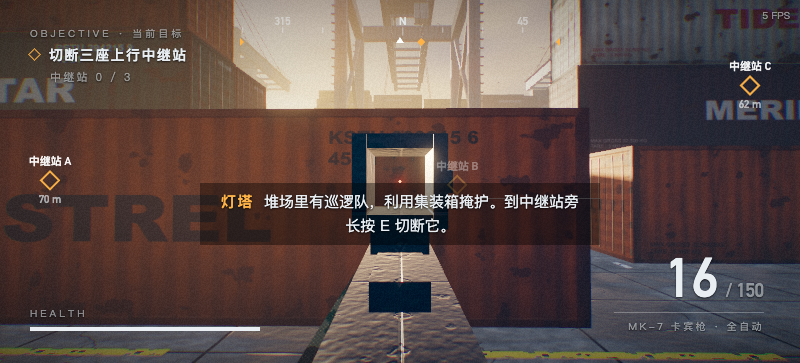 OBJECTIVE · 当前目标
切断三座上行中继站
中继站 0 / 3
315
N
45
5 FPS
中继站 C
62 m
中继站 A
70 m
中继站 B
TAR
STREL
灯塔 堆场里有巡逻队，利用集装箱掩护。到中继站旁
长按 E 切断它。
HEALTH
16 / 150
MK-7 卡宾枪 · 全自动